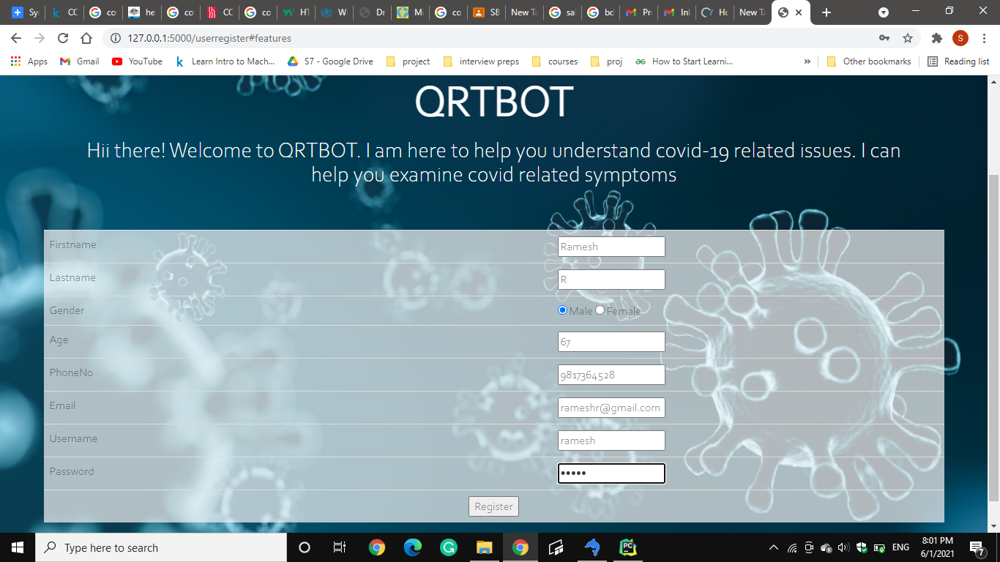 Sy
CC
co
he
co
CC
co
HT
W
Dr
Mi
co
S8
New Ta
sa
bd
Pr
Inl
Ho
New Ta
127.0.0.1:5000/userregister#features
S
Apps
Gmail
YouTube
Learn Intro to Mach...
S7 - Google Drive
project
interview preps
courses
proj
How to Start Learni...
»
Other bookmarks
Reading list
QRTBOT
Hii there! Welcome to QRTBOT. I am here to help you understand covid-19 related issues. I can
help you examine covid related symptoms
Firstname Ramesh
Lastname R
Gender Male Female
Age 67
PhoneNo 9817364528
Email rameshr@gmail.com
Username ramesh
Password •••••
Register
Type here to search
PC
ENG
8:01 PM
6/1/2021
7